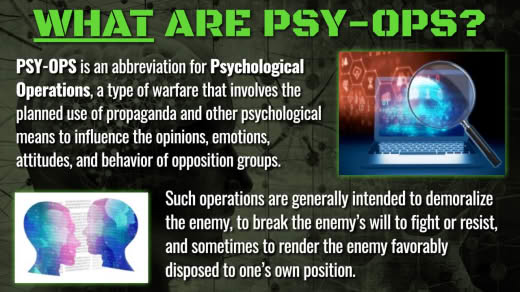 WHAT ARE PSY-OPS?
PSY-OPS is an abbreviation for Psychological
Operations, a type of warfare that involves the
planned use of propaganda and other psychological
means to influence the opinions, emotions,
attitudes, and behavior of opposition groups.
Such operations are generally intended to demoralize
the enemy, to break the enemy's will to fight or resist,
and sometimes to render the enemy favorably
disposed to one's own position.